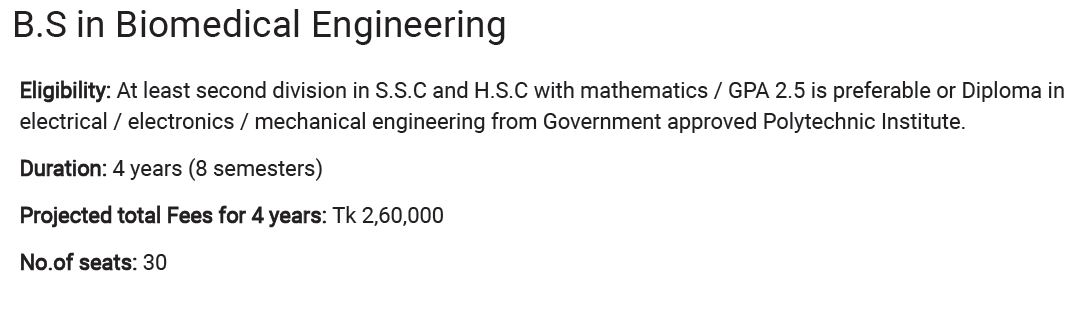 B.S in Biomedical Engineering
Eligibility: At least second division in S.S.C and H.S.C with mathematics / GPA 2.5 is preferable or Diploma in
electrical / electronics / mechanical engineering from Government approved Polytechnic Institute.
Duration: 4 years (8 semesters)
Projected total Fees for 4 years: Tk 2,60,000
No.of seats: 30